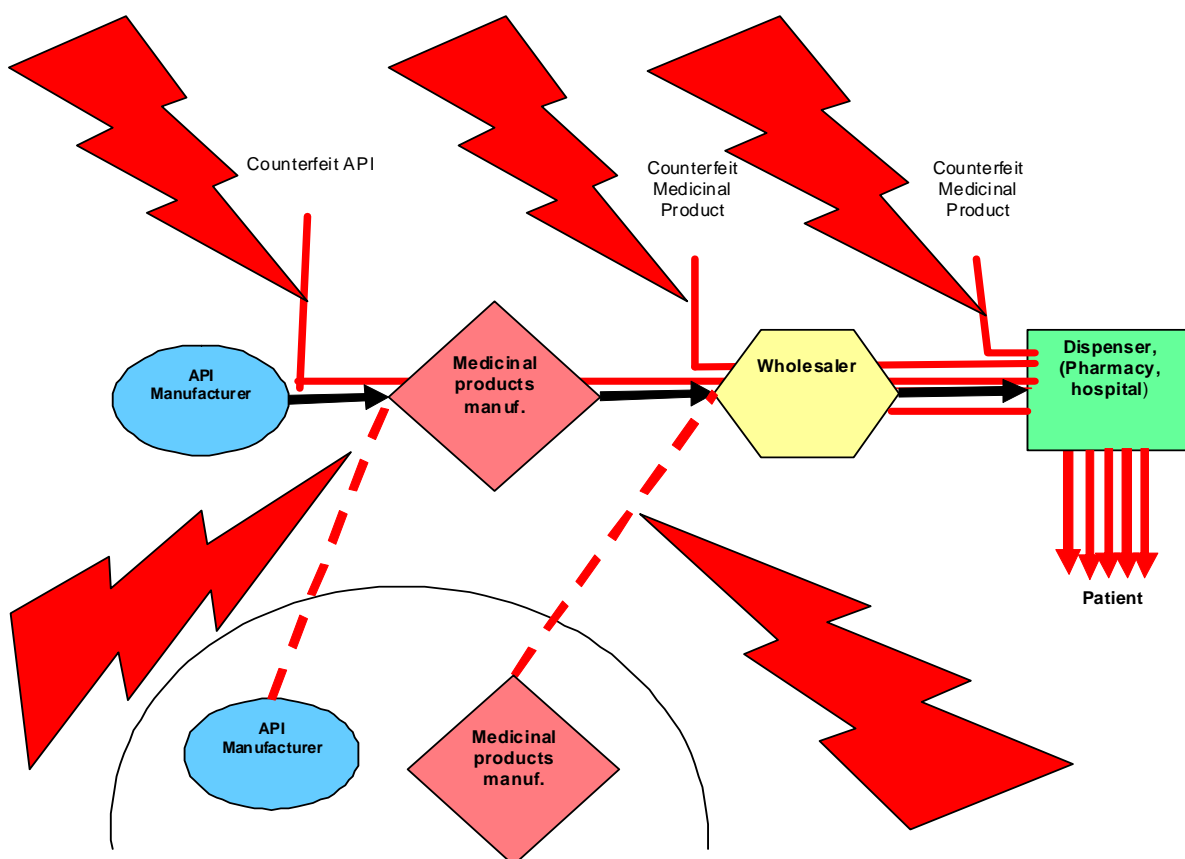 Counterfeit API
Counterfeit
Medicinal
Product
Counterfeit
Medicinal
Product
API
Manufacturer
Medicinal
products
manuf.
Wholesaler
Dispenser,
(Pharmacy,
hospital)
Patient
API
Manufacturer
Medicinal
products
manuf.